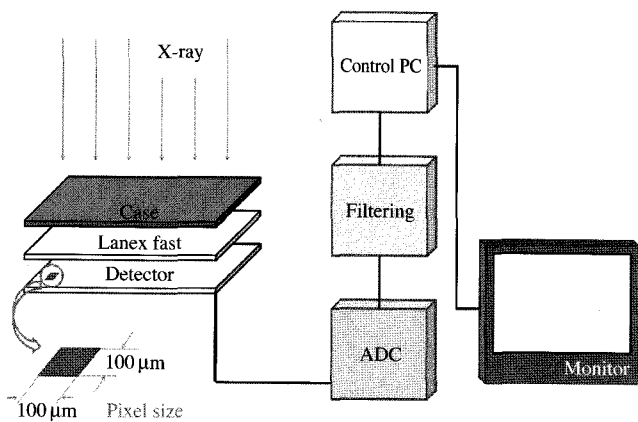 X-ray
Control PC
Case
Lanex fast
Filtering
Detector
ADC
100 μm
100 μm
Pixel size
Monitor